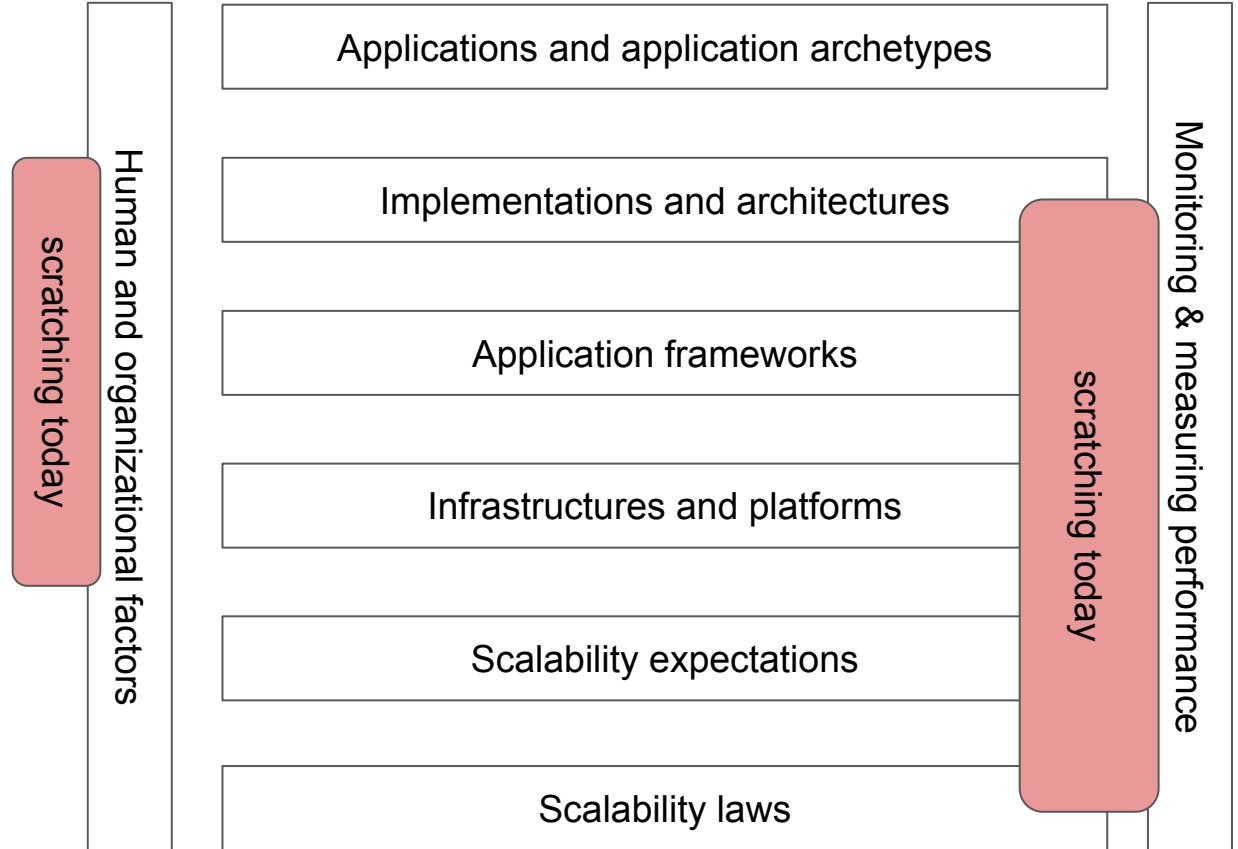 Applications and application archetypes
Human and organizational factors
scratching today
Implementations and architectures
Application frameworks
Infrastructures and platforms
Scalability expectations
Scalability laws
scratching today
Monitoring & measuring performance